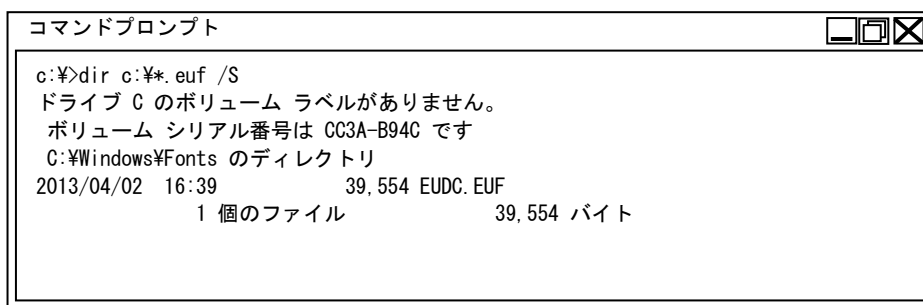 コマンドプロンプト
c:¥>dir c:¥*.euf /S
ドライブ C のボリューム ラベルがありません。
ボリューム シリアル番号は CC3A-B94C です
C:¥Windows¥Fonts のディレクトリ
2013/04/02 16:39 39,554 EUDC.EUF
1 個のファイル 39,554 バイト